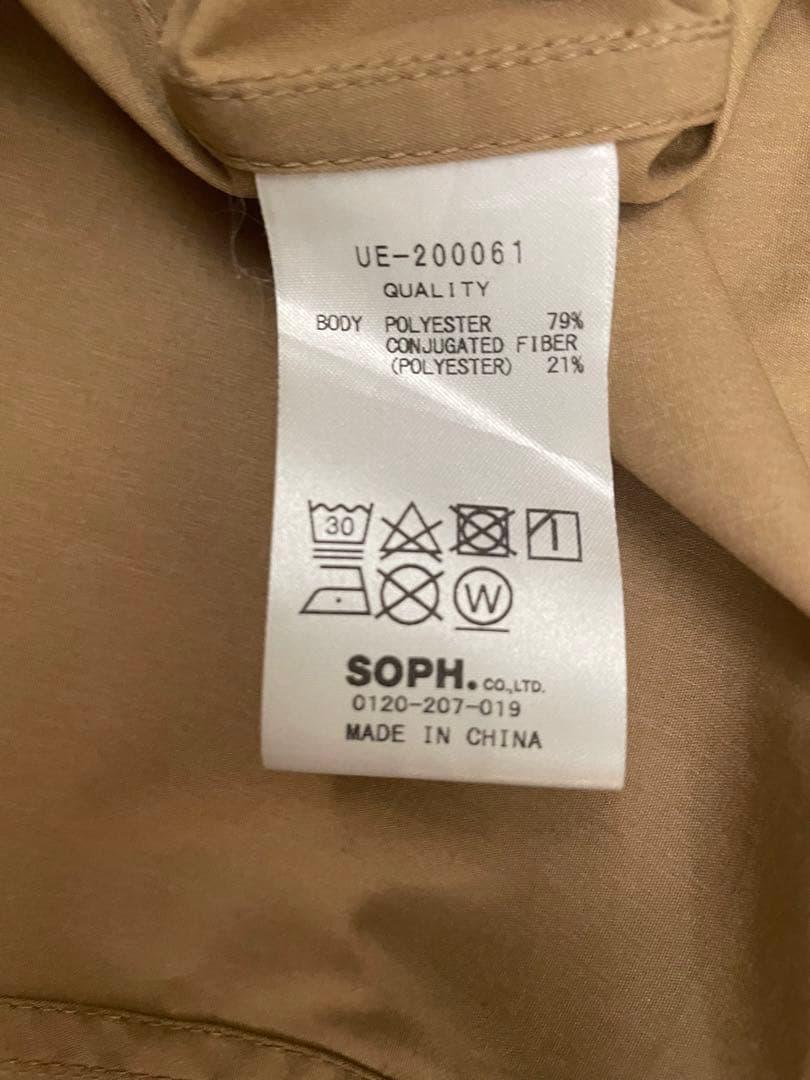 UE-200061
QUALITY
BODY POLYESTER 79%
CONJUGATED FIBER
(POLYESTER) 21%
30
W
SOPH. CO.,LTD.
0120-207-019
MADE IN CHINA